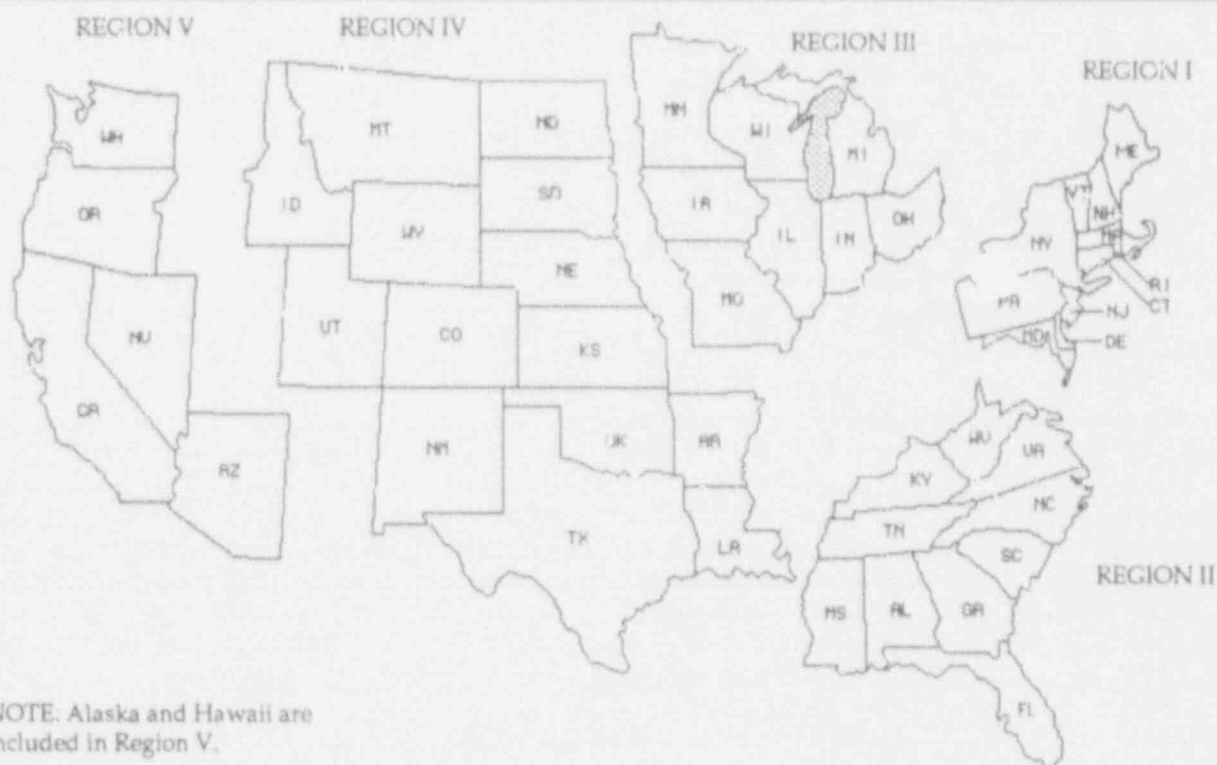 REGION V
REGION IV
REGION III
REGION I
WA
OR
NV
CA
AZ
MT
ID
WY
UT
CO
NM
ND
SD
NE
KS
OK
TX
AR
LA
MN
WI
MI
IA
IL
IN
OH
MO
ME
VT
NH
NY
MA
RI
CT
PA
NJ
MD
DE
WV
VA
KY
NC
TN
SC
MS
AL
GA
FL
REGION II
NOTE: Alaska and Hawaii are
included in Region V.